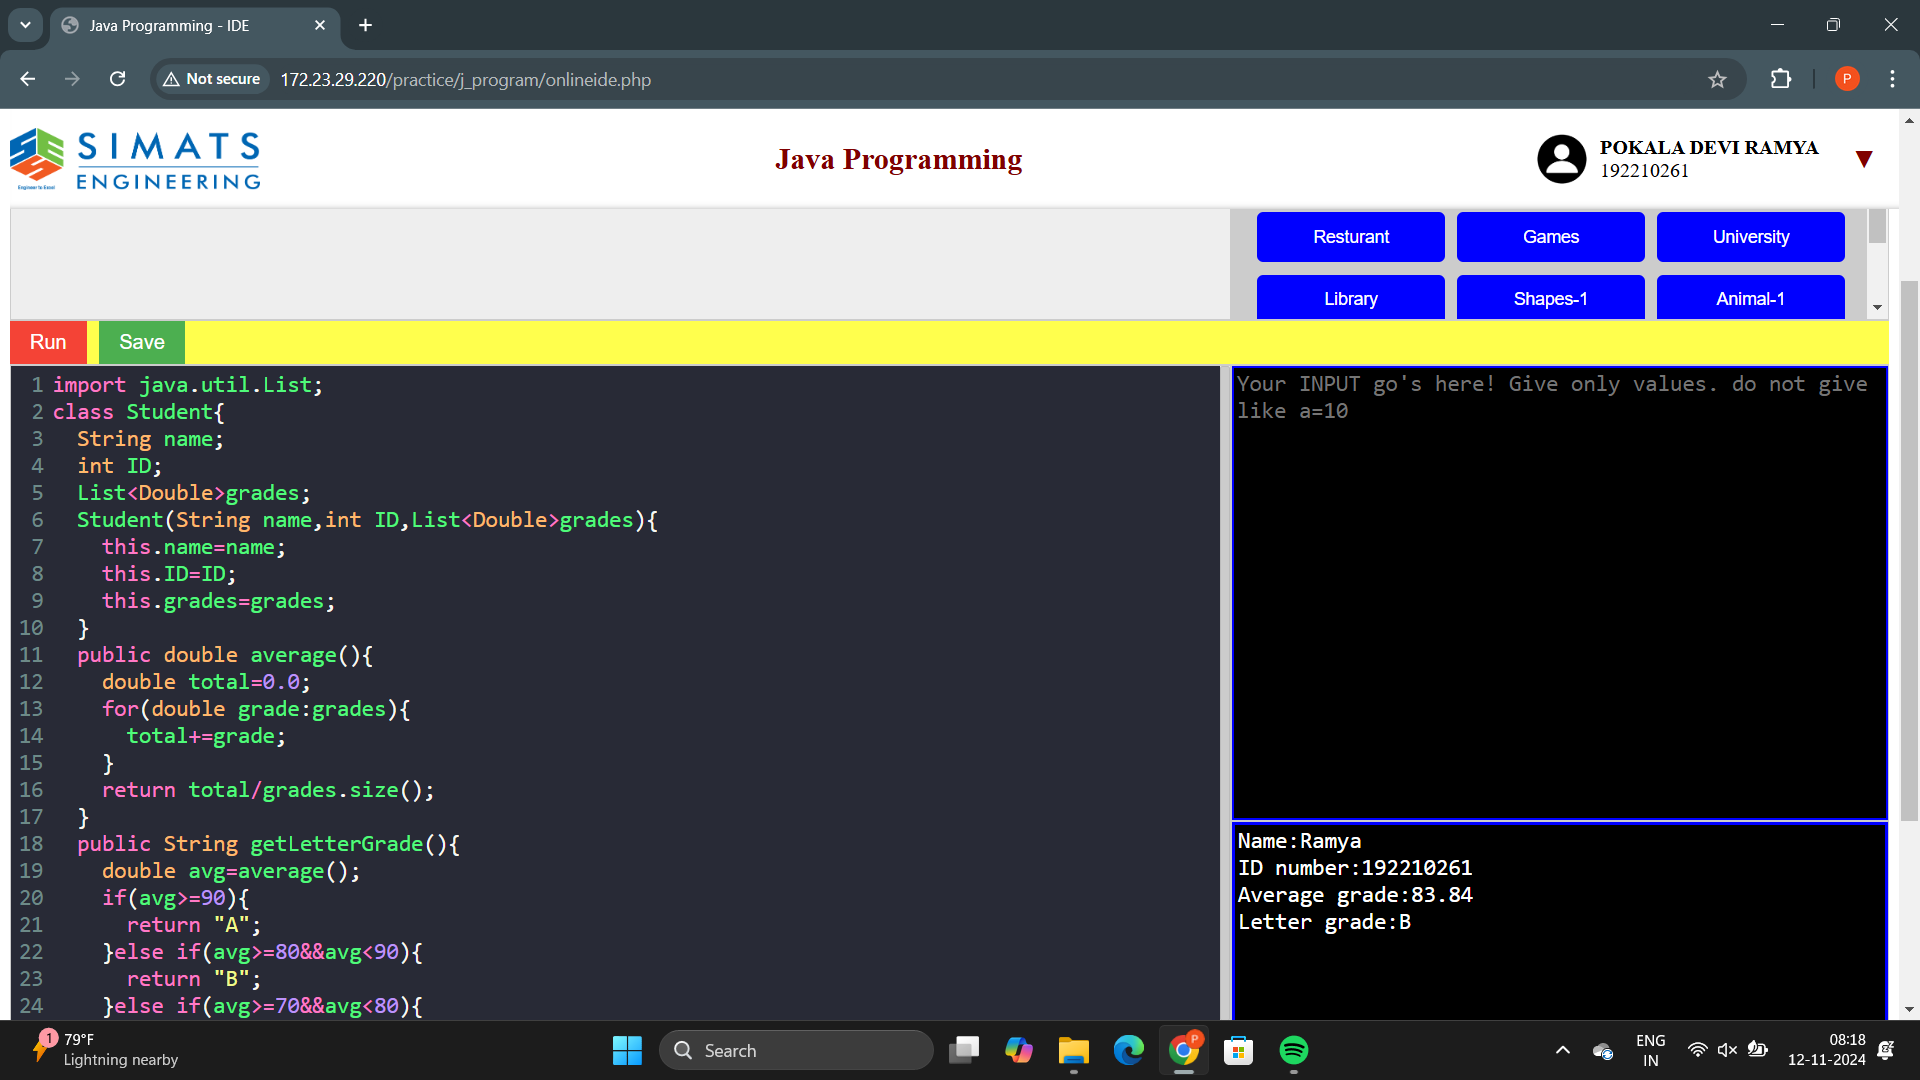 Java Programming - IDE
Not secure
172.23.29.220/practice/j_program/onlineide.php
P
SIMATS
ENGINEERING
Engineer to Excel
Java Programming
POKALA DEVI RAMYA
192210261
Resturant
Games
University
Library
Shapes-1
Animal-1
Run
Save
1 import java.util.List;
2 class Student{
3 String name;
4 int ID;
5 List<Double>grades;
6 Student(String name,int ID,List<Double>grades){
7 this.name=name;
8 this.ID=ID;
9 this.grades=grades;
10 }
11 public double average(){
12 double total=0.0;
13 for(double grade:grades){
14 total+=grade;
15 }
16 return total/grades.size();
17 }
18 public String getLetterGrade(){
19 double avg=average();
20 if(avg>=90){
21 return "A";
22 }else if(avg>=80&&avg<90){
23 return "B";
24 }else if(avg>=70&&avg<80){
Your INPUT go's here! Give only values. do not give
like a=10
Name:Ramya
ID number:192210261
Average grade:83.84
Letter grade:B
1
79°F
Lightning nearby
Search
P
ENG
IN
08:18
12-11-2024